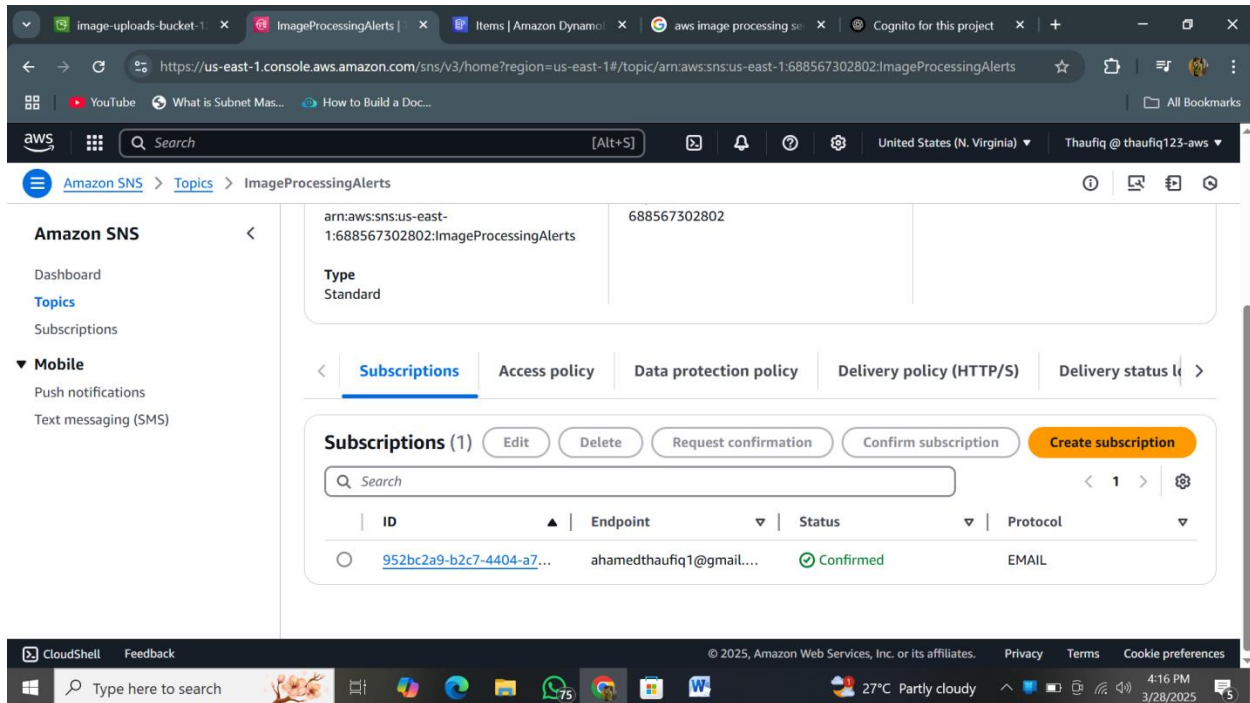 image-uploads-bucket-1
ImageProcessingAlerts |
Items | Amazon Dynamo
aws image processing se
Cognito for this project
https://us-east-1.console.aws.amazon.com/sns/v3/home?region=us-east-1#/topic/arn:aws:sns:us-east-1:688567302802:ImageProcessingAlerts
YouTube What is Subnet Mas... How to Build a Doc... All Bookmarks
aws Search [Alt+S] United States (N. Virginia) Thaufiq @ thaufiq123-aws
Amazon SNS > Topics > ImageProcessingAlerts
Amazon SNS
Dashboard
Topics
Subscriptions
Mobile
Push notifications
Text messaging (SMS)
arn:aws:sns:us-east-
1:688567302802:ImageProcessingAlerts
688567302802
Type
Standard
Subscriptions Access policy Data protection policy Delivery policy (HTTP/S) Delivery status
Subscriptions (1) Edit Delete Request confirmation Confirm subscription Create subscription
Search 1
ID Endpoint Status Protocol
952bc2a9-b2c7-4404-a7... ahamedthaufiq1@gmail.... Confirmed EMAIL
CloudShell Feedback © 2025, Amazon Web Services, Inc. or its affiliates. Privacy Terms Cookie preferences
Type here to search 75 27°C Partly cloudy 4:16 PM
3/28/2025 5